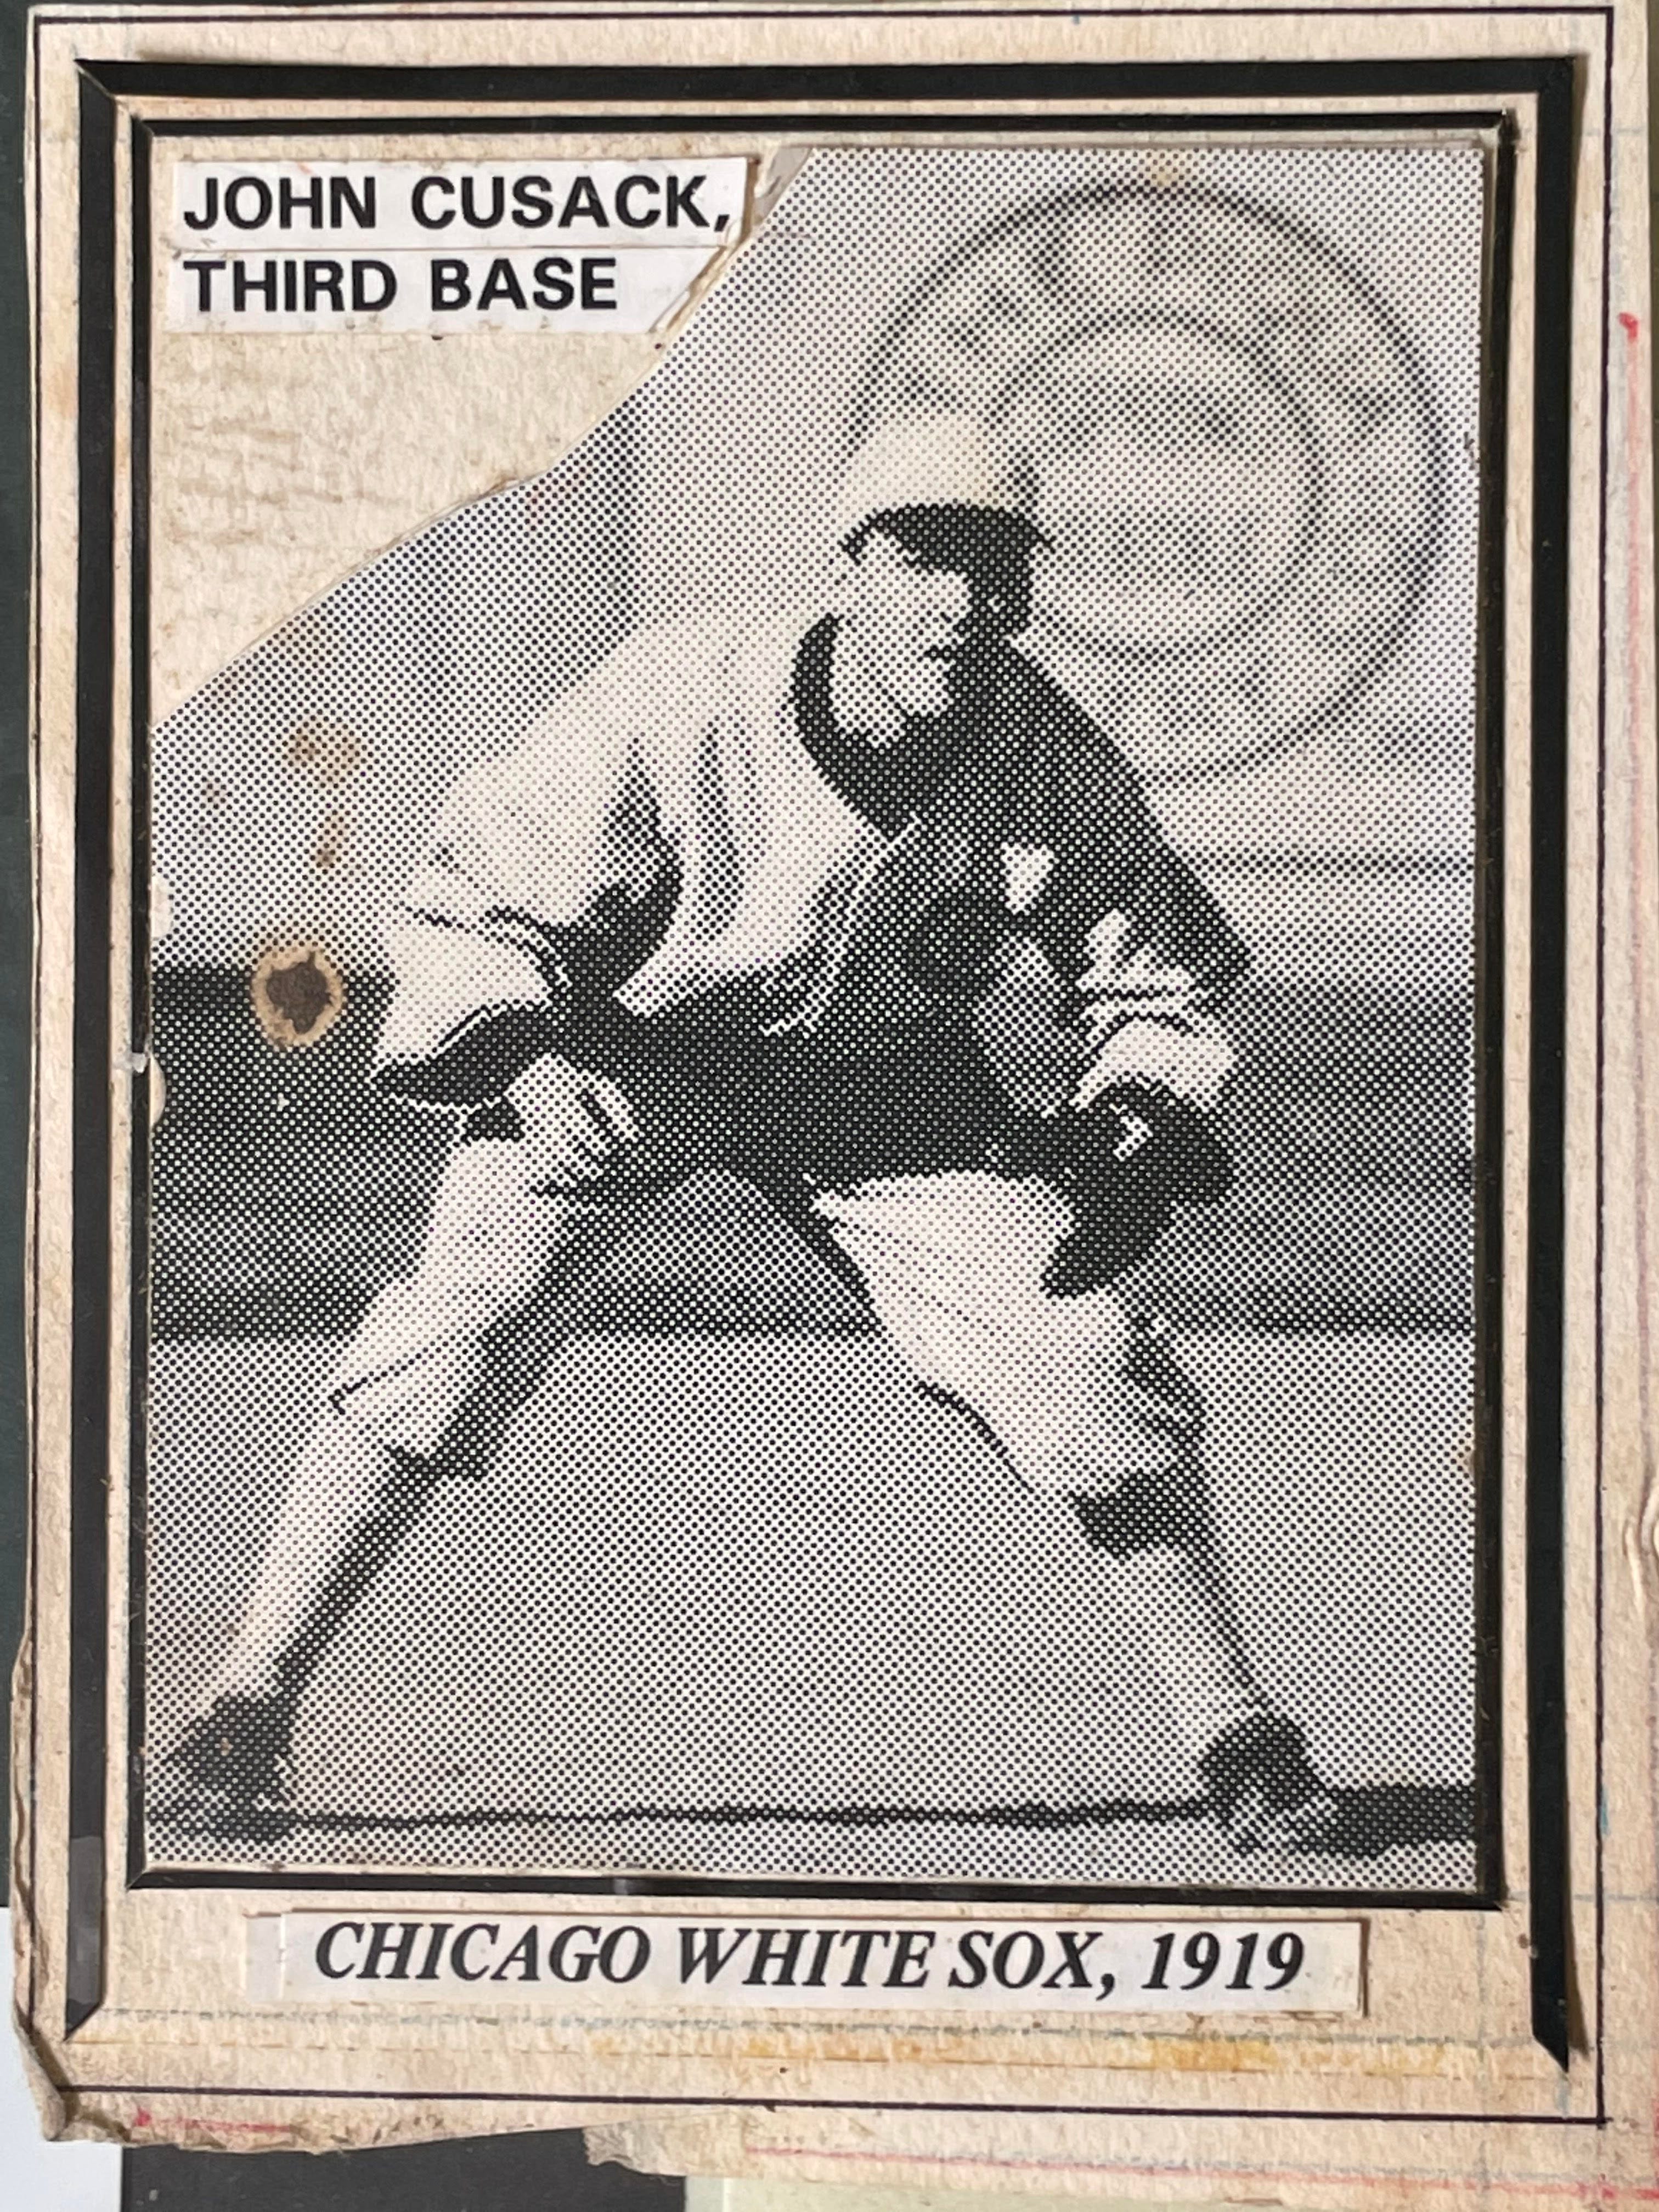 JOHN CUSACK,
THIRD BASE
CHICAGO WHITE SOX, 1919